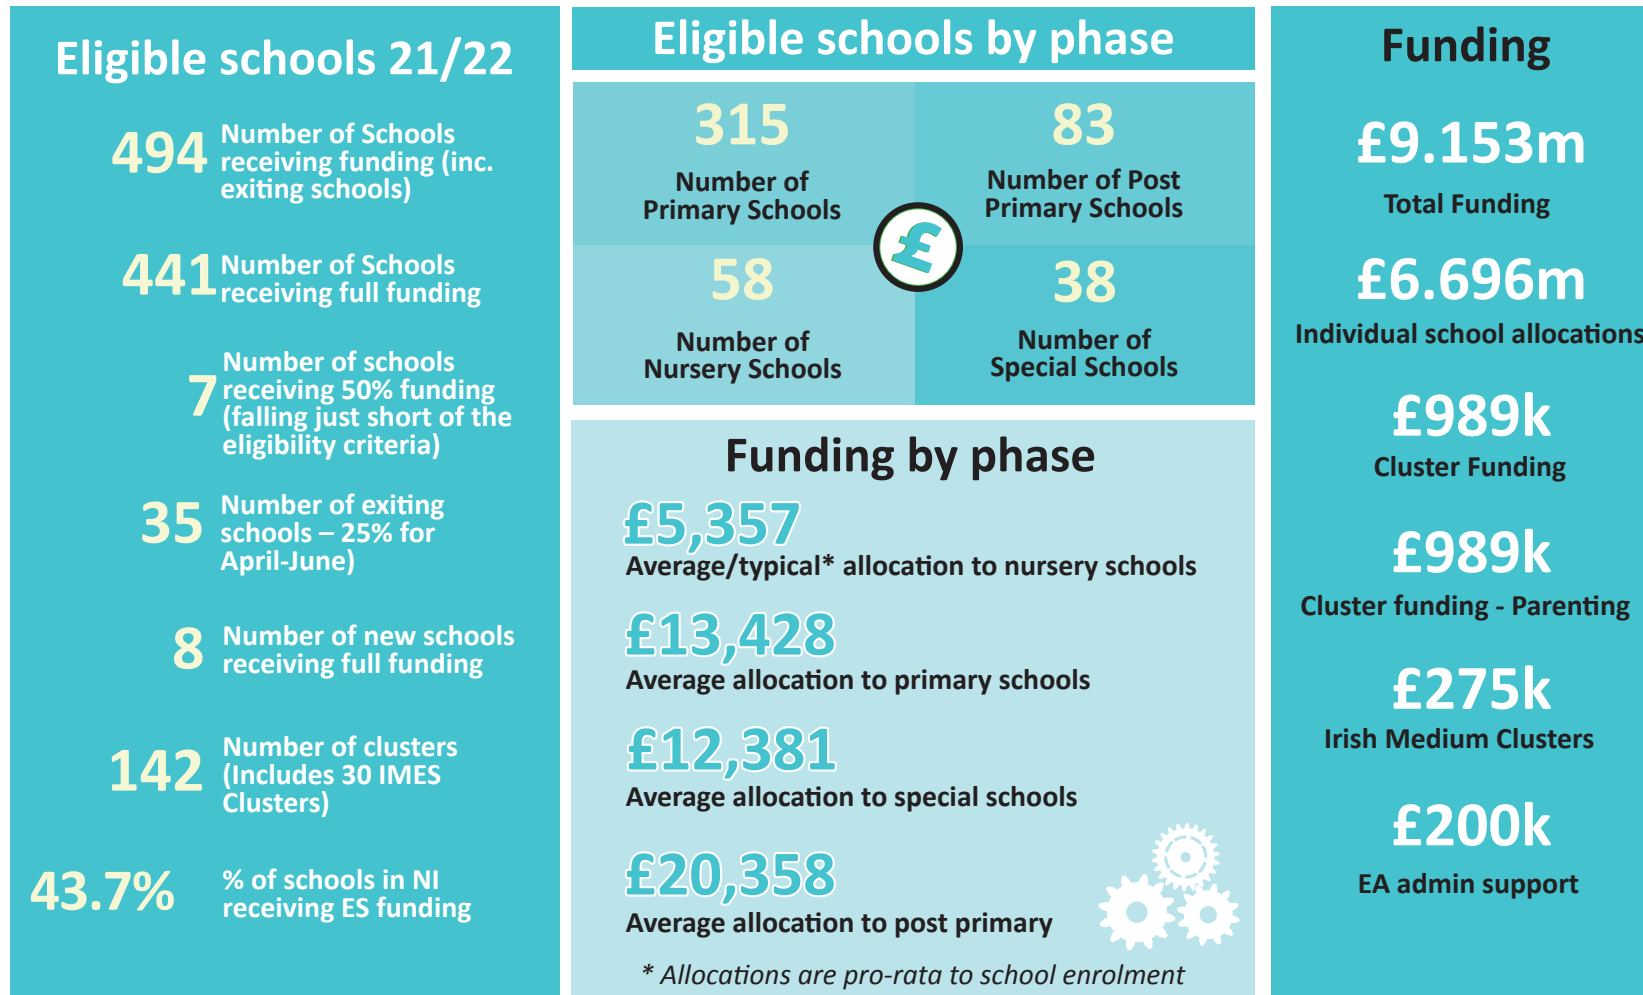 Eligible schools 21/22
494
Number of Schools
receiving funding (inc.
exiting schools)
441
Number of Schools
receiving full funding
7
Number of schools
receiving 50% funding
(falling just short of the
eligibility criteria)
35
Number of exiting
schools – 25% for
April-June)
8
Number of new schools
receiving full funding
142
Number of clusters
(Includes 30 IMES
Clusters)
43.7%
% of schools in NI
receiving ES funding
Eligible schools by phase
315
Number of
Primary Schools
83
Number of Post
Primary Schools
£
58
Number of
Nursery Schools
38
Number of
Special Schools
Funding by phase
£5,357
Average/typical* allocation to nursery schools
£13,428
Average allocation to primary schools
£12,381
Average allocation to special schools
£20,358
Average allocation to post primary
* Allocations are pro-rata to school enrolment
Funding
£9.153m
Total Funding
£6.696m
Individual school allocations
£989k
Cluster Funding
£989k
Cluster funding - Parenting
£275k
Irish Medium Clusters
£200k
EA admin support